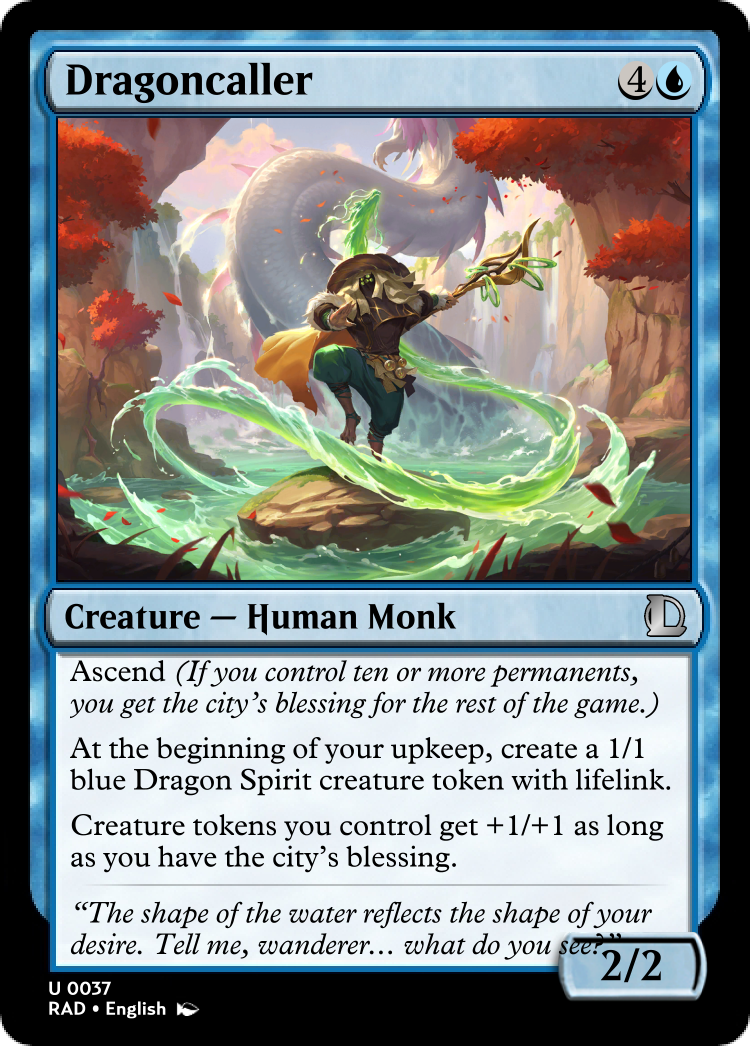 Dragoncaller
4
Creature — Human Monk
Ascend (If you control ten or more permanents,
you get the city's blessing for the rest of the game.)
At the beginning of your upkeep, create a 1/1
blue Dragon Spirit creature token with lifelink.
Creature tokens you control get +1/+1 as long
as you have the city's blessing.
“The shape of the water reflects the shape of your
desire. Tell me, wanderer… what do you see?”
2/2
U 0037
RAD • English